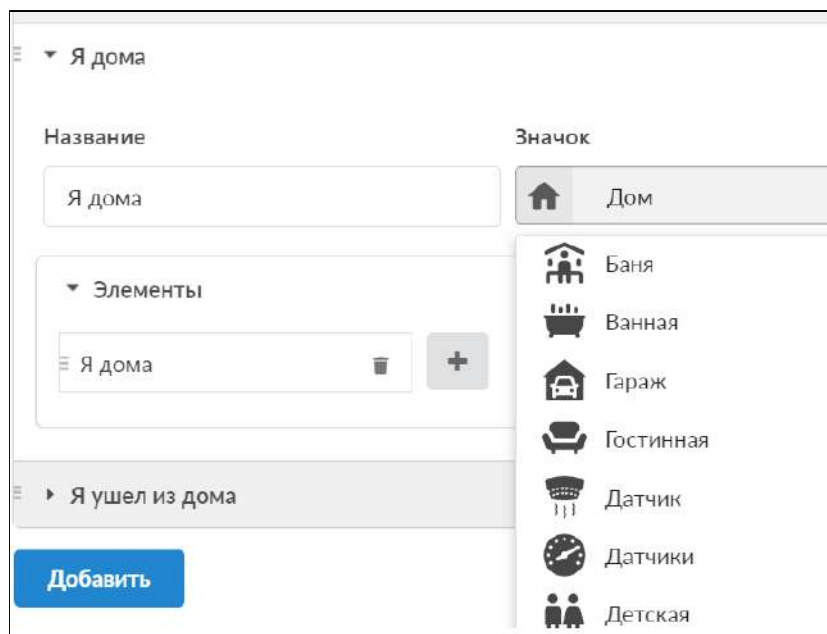 Я дома
Название
Значок
Я дома
Дом
Элементы
Я дома
Баня
Ванная
Гараж
Гостинная
Датчик
Датчики
Детская
Я ушел из дома
Добавить